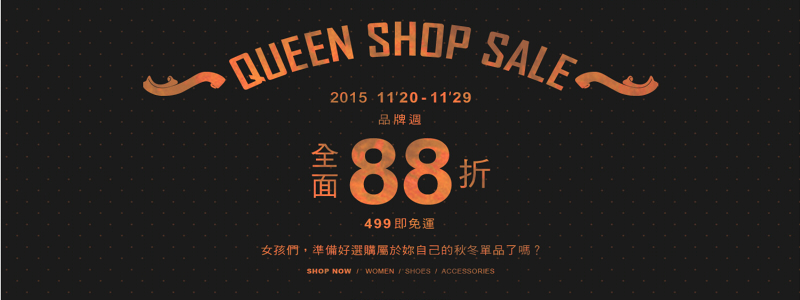 QUEEN SHOP SALE
2015 11'20-11'29
品牌週
全面88折
499即免運
女孩們，準備好選購屬於妳自己的秋冬單品了嗎？
SHOP NOW / WOMEN / SHOES / ACCESSORIES